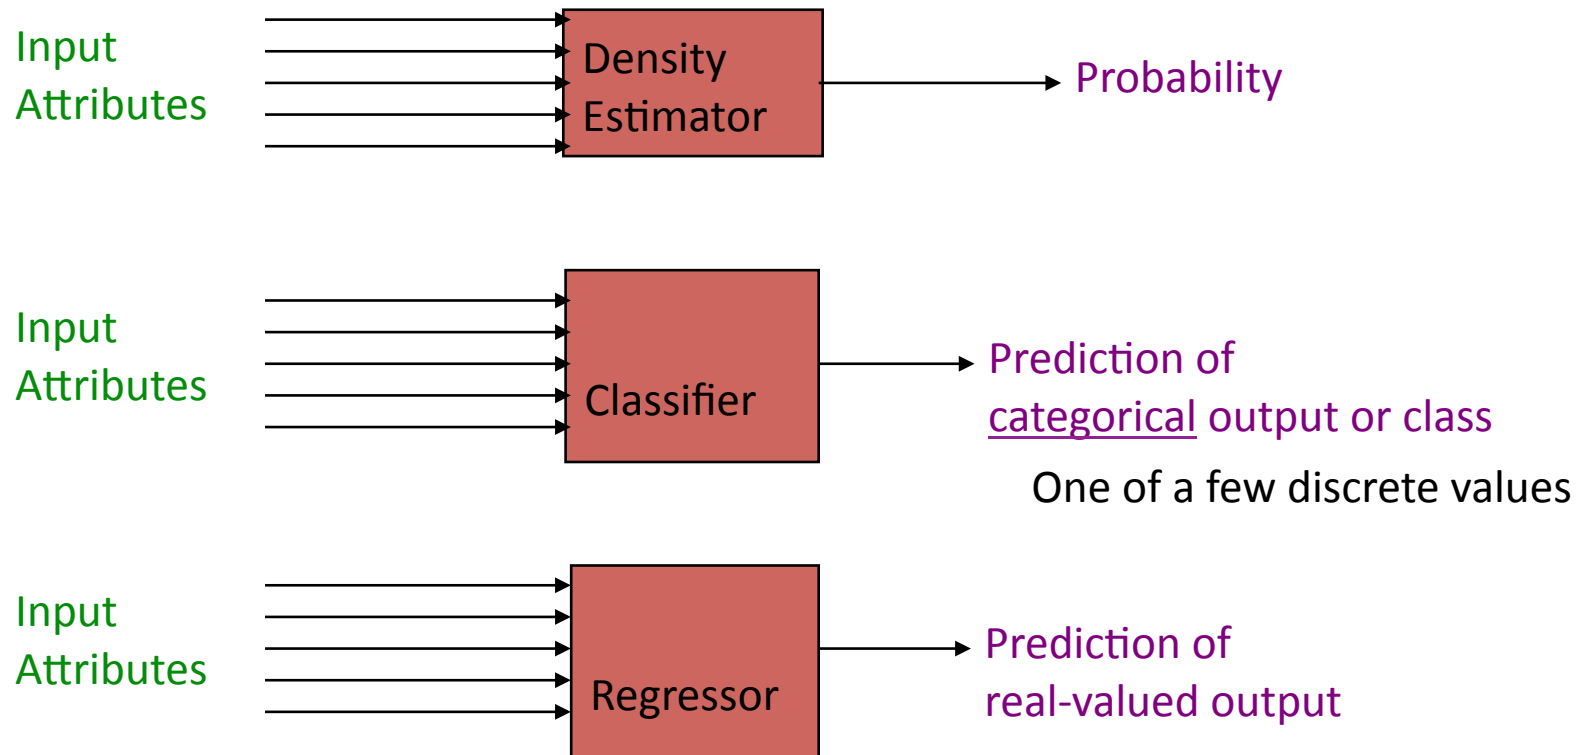 Input
Attributes
Density
Estimator
Probability
Input
Attributes
Classifier
Prediction of
categorical output or class
One of a few discrete values
Input
Attributes
Regressor
Prediction of
real-valued output